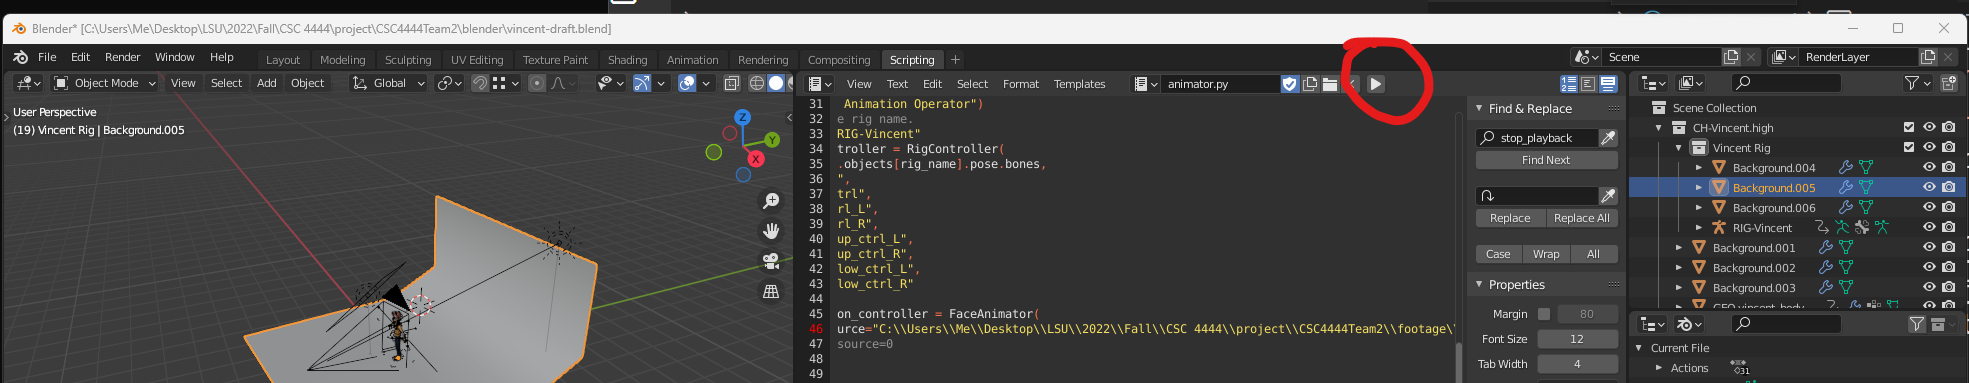 Blender* [C:\Users\Me\Desktop\LSU\2022\Fall\CSC 4444\project\CSC4444Team2\blender\vincent-draft.blend]
File Edit Render Window Help Layout Modeling Sculpting UV Editing Texture Paint Shading Animation Rendering Compositing Scripting + Scene RenderLayer
Object Mode View Select Add Object Global View Text Edit Select Format Templates animator.py
User Perspective
(19) Vincent Rig | Background.005
Z
Y
X
31 Animation Operator")
32 e rig name.
33 RIG-Vincent"
34 troller = RigController(
35 .objects[rig_name].pose.bones,
36 ",
37 trl",
38 rl_L",
39 rl_R",
40 up_ctrl_L",
41 up_ctrl_R",
42 low_ctrl_L",
43 low_ctrl_R"
44
45 on_controller = FaceAnimator(
46 urce="C:\\Users\\Me\\Desktop\\LSU\\2022\\Fall\\CSC 4444\\project\\CSC4444Team2\\footage\\
47 source=0
48
49
Find & Replace
stop_playback
Find Next
Replace Replace All
Case Wrap All
Properties
Margin 80
Font Size 12
Tab Width 4
Scene Collection
CH-Vincent.high
Vincent Rig
Background.004
Background.005
Background.006
RIG-Vincent
Background.001
Background.002
Background.003
GEO-vincent_body
Current File
Actions 31